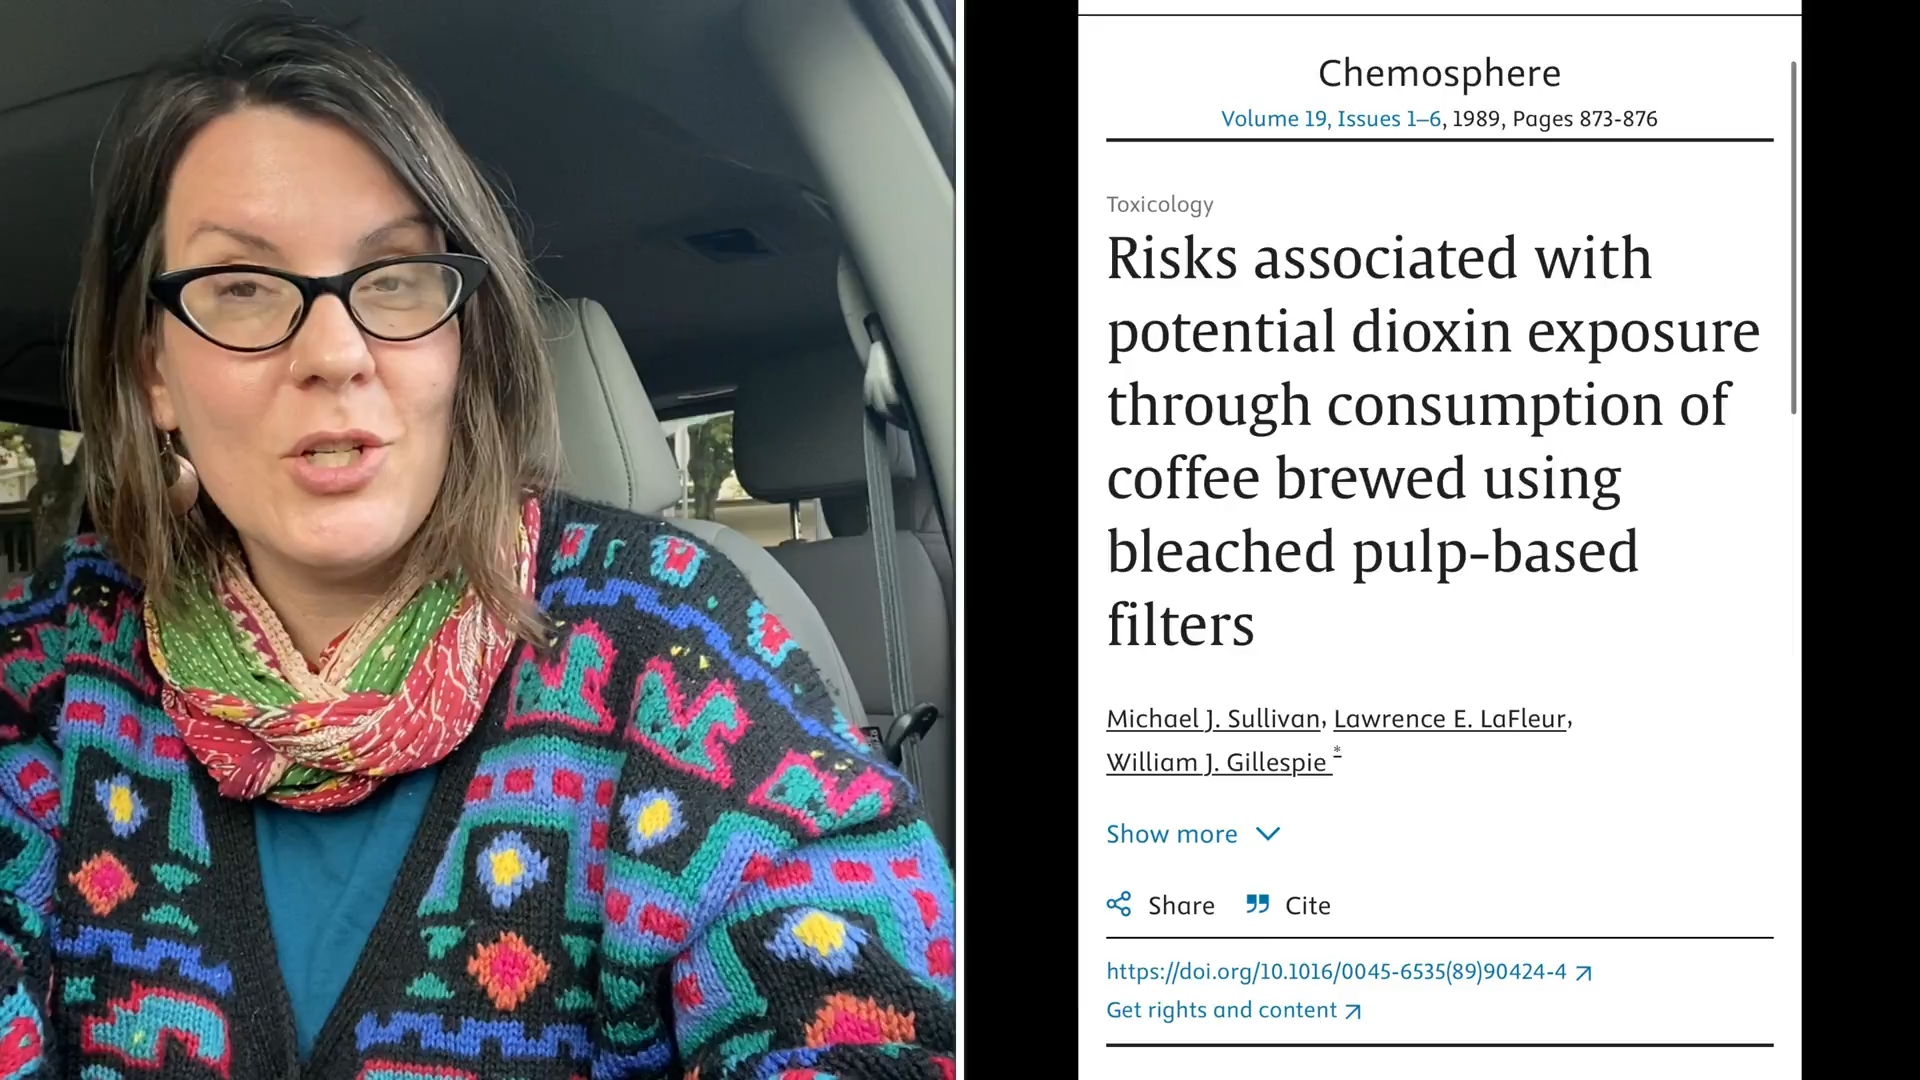 Chemosphere
Volume 19, Issues 1–6, 1989, Pages 873-876
Toxicology
Risks associated with
potential dioxin exposure
through consumption of
coffee brewed using
bleached pulp-based
filters
Michael J. Sullivan, Lawrence E. LaFleur,
William J. Gillespie *
Show more
Share Cite
https://doi.org/10.1016/0045-6535(89)90424-4
Get rights and content